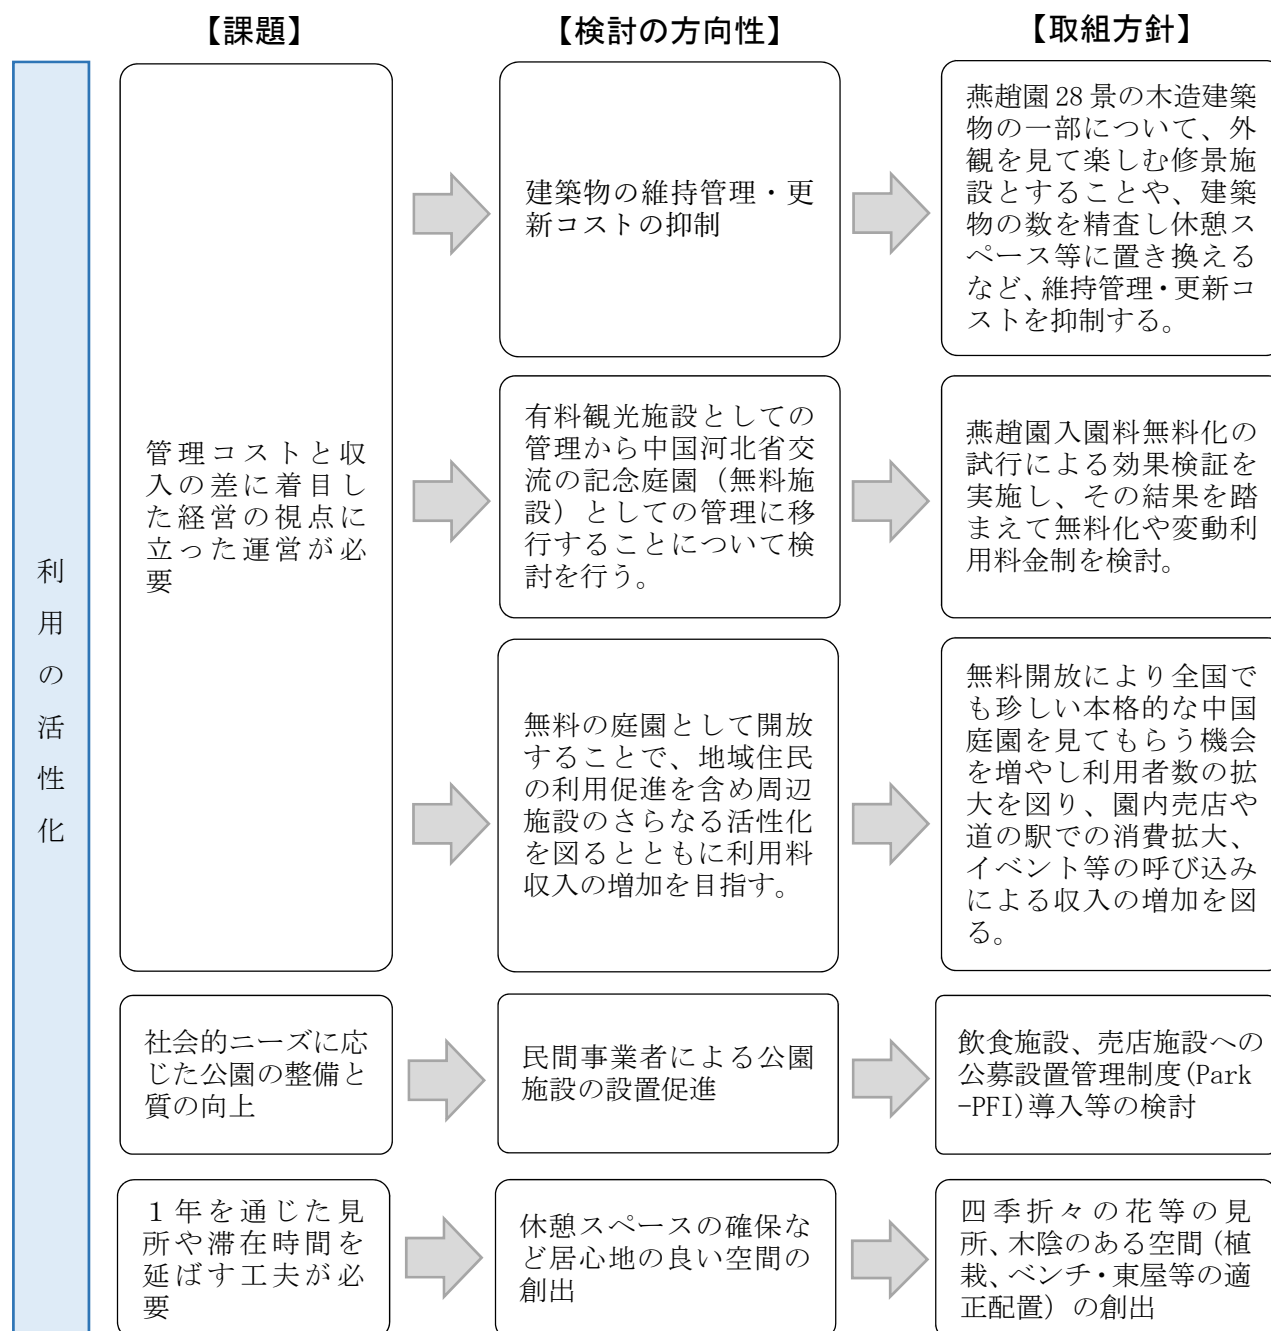 【課題】
【検討の方向性】
【取組方針】
利用の活性化
管理コストと収
入の差に着目し
た経営の視点に
立った運営が必
要
建築物の維持管理・更
新コストの抑制
燕趙園 28 景の木造建築
物の一部について、外
観を見て楽しむ修景施
設とすることや、建築
物の数を精査し休憩ス
ペース等に置き換える
など、維持管理・更新コ
ストを抑制する。
有料観光施設としての
管理から中国河北省交
流の記念庭園（無料施
設）としての管理に移
行することについて検
討を行う。
燕趙園入園料無料化の
試行による効果検証を
実施し、その結果を踏
まえて無料化や変動利
用料金制を検討。
無料の庭園として開放
することで、地域住民
の利用促進を含め周辺
施設のさらなる活性化
を図るとともに利用料
収入の増加を目指す。
無料開放により全国で
も珍しい本格的な中国
庭園を見てもらう機会
を増やし利用者数の拡
大を図り、園内売店や
道の駅での消費拡大、
イベント等の呼び込み
による収入の増加を図
る。
社会的ニーズに応
じた公園の整備と
質の向上
民間事業者による公園
施設の設置促進
飲食施設、売店施設への
公募設置管理制度(Park
-PFI)導入等の検討
１年を通じた見
所や滞在時間を
延ばす工夫が必
要
休憩スペースの確保な
ど居心地の良い空間の
創出
四季折々の花等の見
所、木陰のある空間（植
栽、ベンチ・東屋等の適
正配置）の創出